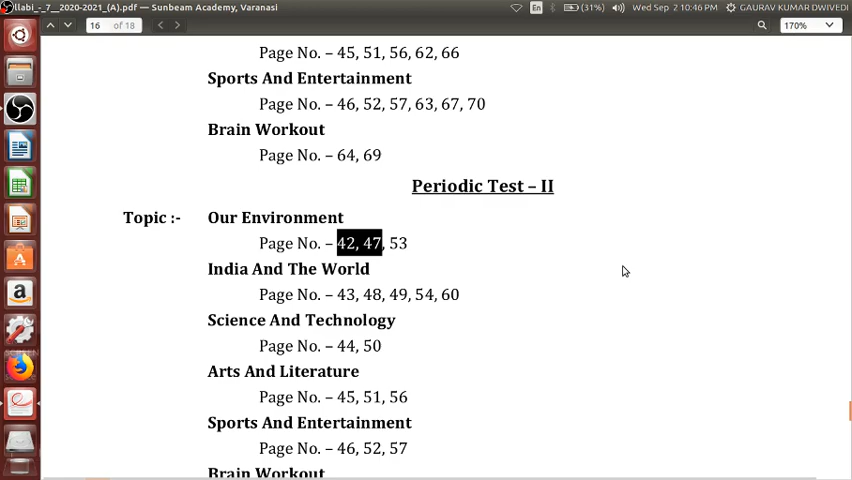 llabi_-_7__2020-2021_(A).pdf — Sunbeam Academy, Varanasi
En (31%) Wed Sep 2 10:46 PM GAURAV KUMAR DWIVEDI
16 of 18 170%
Page No. – 45, 51, 56, 62, 66
Sports And Entertainment
Page No. – 46, 52, 57, 63, 67, 70
Brain Workout
Page No. – 64, 69
Periodic Test – II
Topic :- Our Environment
Page No. – 42, 47, 53
India And The World
Page No. – 43, 48, 49, 54, 60
Science And Technology
Page No. – 44, 50
Arts And Literature
Page No. – 45, 51, 56
Sports And Entertainment
Page No. – 46, 52, 57
Brain Workout